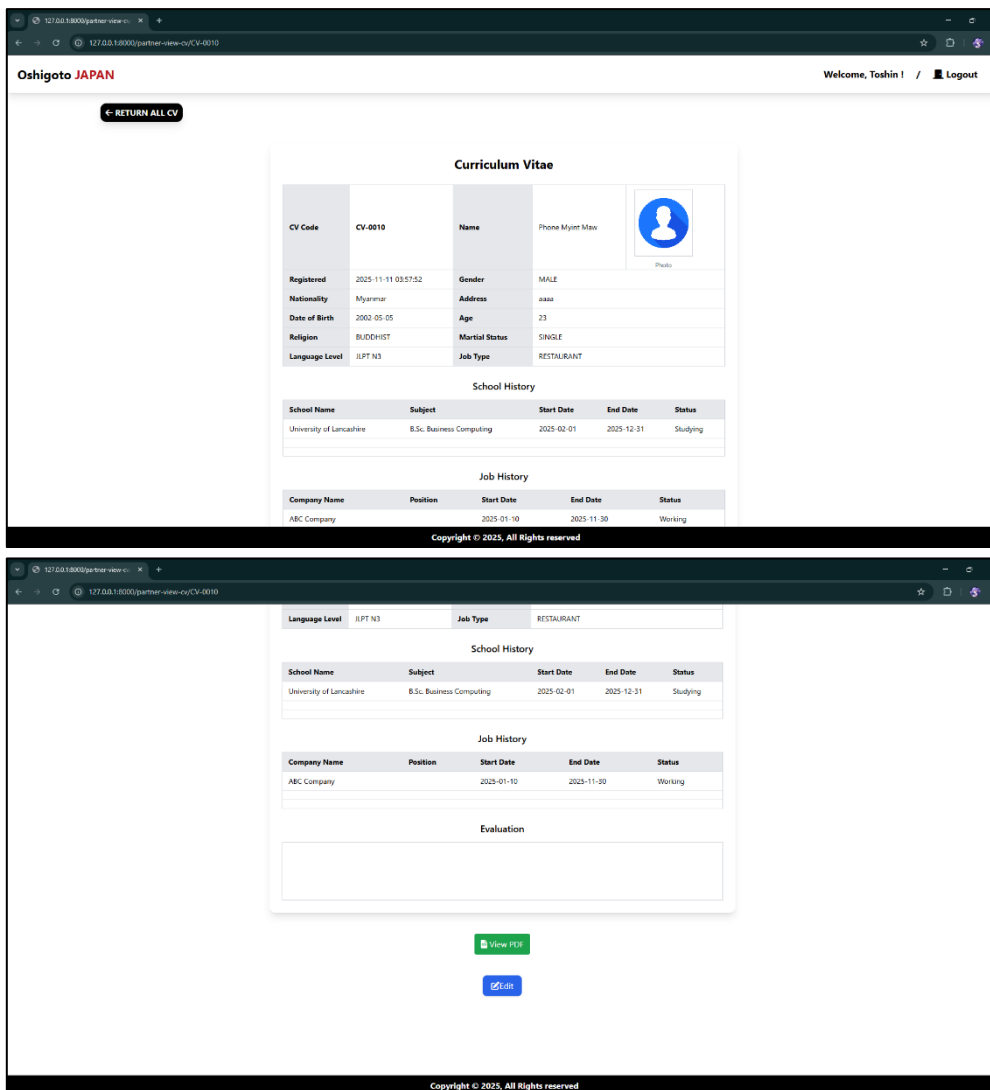 127.0.0.1:8000/partner-view-cv
127.0.0.1:8000/partner-view-cv/CV-0010
Oshigoto JAPAN
Welcome, Toshin ! / Logout
← RETURN ALL CV
Curriculum Vitae
CV Code CV-0010 Name Phone Myint Maw
Photo
Registered 2025-11-11 03:57:52 Gender MALE
Nationality Myanmar Address aaaa
Date of Birth 2002-05-05 Age 23
Religion BUDDHIST Martial Status SINGLE
Language Level JLPT N3 Job Type RESTAURANT
School History
School Name Subject Start Date End Date Status
University of Lancashire B.Sc. Business Computing 2025-02-01 2025-12-31 Studying
Job History
Company Name Position Start Date End Date Status
ABC Company 2025-01-10 2025-11-30 Working
Copyright © 2025, All Rights reserved
127.0.0.1:8000/partner-view-cv
127.0.0.1:8000/partner-view-cv/CV-0010
Language Level JLPT N3 Job Type RESTAURANT
School History
School Name Subject Start Date End Date Status
University of Lancashire B.Sc. Business Computing 2025-02-01 2025-12-31 Studying
Job History
Company Name Position Start Date End Date Status
ABC Company 2025-01-10 2025-11-30 Working
Evaluation
View PDF
Edit
Copyright © 2025, All Rights reserved